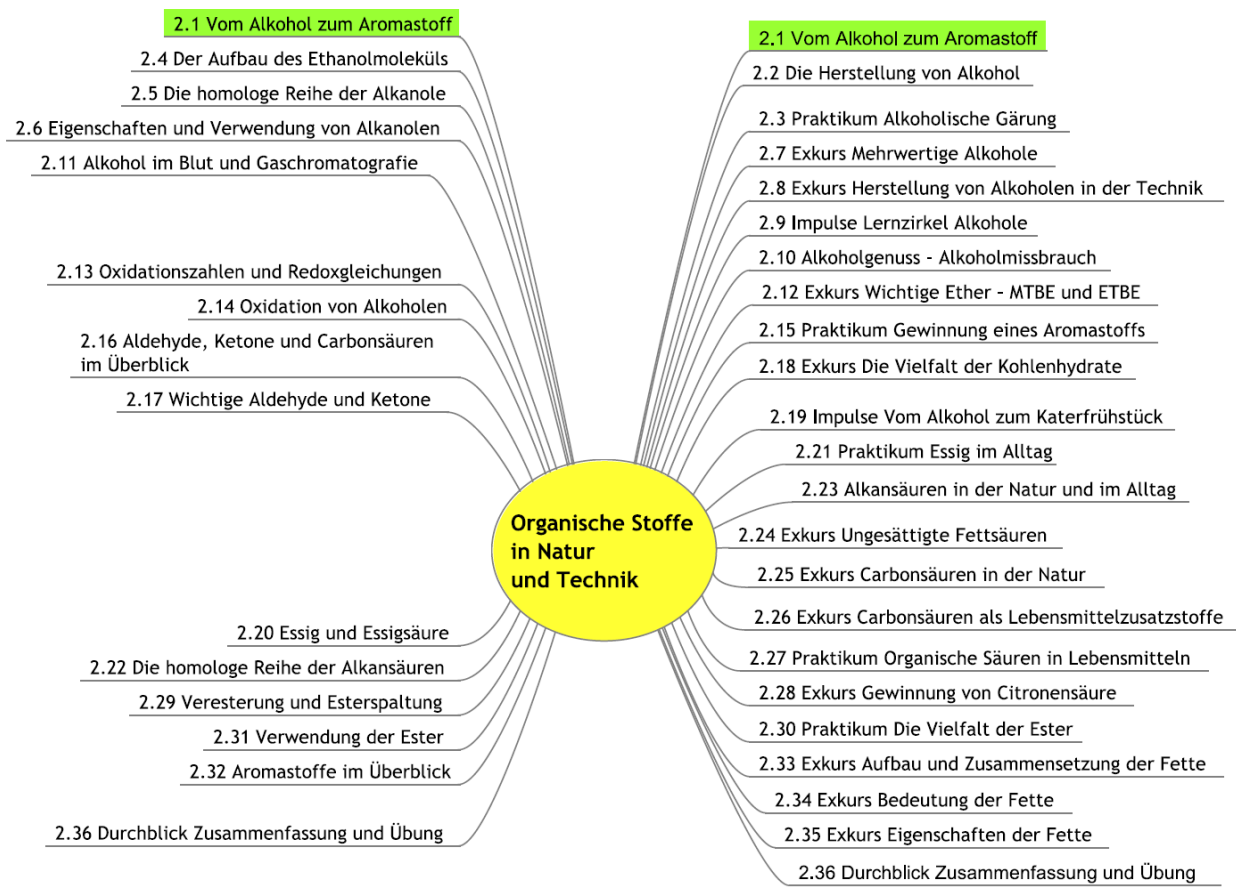 2.1 Vom Alkohol zum Aromastoff
2.4 Der Aufbau des Ethanolmoleküls
2.5 Die homologe Reihe der Alkanole
2.6 Eigenschaften und Verwendung von Alkanolen
2.11 Alkohol im Blut und Gaschromatografie
2.13 Oxidationszahlen und Redoxgleichungen
2.14 Oxidation von Alkoholen
2.16 Aldehyde, Ketone und Carbonsäuren
im Überblick
2.17 Wichtige Aldehyde und Ketone
2.20 Essig und Essigsäure
2.22 Die homologe Reihe der Alkansäuren
2.29 Veresterung und Esterspaltung
2.31 Verwendung der Ester
2.32 Aromastoffe im Überblick
2.36 Durchblick Zusammenfassung und Übung
Organische Stoffe
in Natur
und Technik
2.1 Vom Alkohol zum Aromastoff
2.2 Die Herstellung von Alkohol
2.3 Praktikum Alkoholische Gärung
2.7 Exkurs Mehrwertige Alkohole
2.8 Exkurs Herstellung von Alkoholen in der Technik
2.9 Impulse Lernzirkel Alkohole
2.10 Alkoholgenuss - Alkoholmissbrauch
2.12 Exkurs Wichtige Ether - MTBE und ETBE
2.15 Praktikum Gewinnung eines Aromastoffs
2.18 Exkurs Die Vielfalt der Kohlenhydrate
2.19 Impulse Vom Alkohol zum Katerfrühstück
2.21 Praktikum Essig im Alltag
2.23 Alkansäuren in der Natur und im Alltag
2.24 Exkurs Ungesättigte Fettsäuren
2.25 Exkurs Carbonsäuren in der Natur
2.26 Exkurs Carbonsäuren als Lebensmittelzusatzstoffe
2.27 Praktikum Organische Säuren in Lebensmitteln
2.28 Exkurs Gewinnung von Citronensäure
2.30 Praktikum Die Vielfalt der Ester
2.33 Exkurs Aufbau und Zusammensetzung der Fette
2.34 Exkurs Bedeutung der Fette
2.35 Exkurs Eigenschaften der Fette
2.36 Durchblick Zusammenfassung und Übung